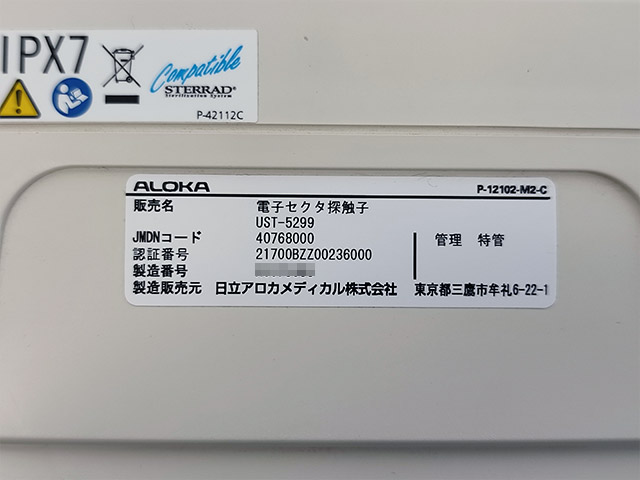 IPX7
Compatible
STERRAD®
Sterilization System
P-42112C
ALOKA P-12102-M2-C
販売名 電子セクタ探触子
UST-5299
JMDNコード 40768000
認証番号 21700BZZ00236000
管理 特管
製造番号
製造販売元 日立アロカメディカル株式会社 東京都三鷹市牟礼6-22-1